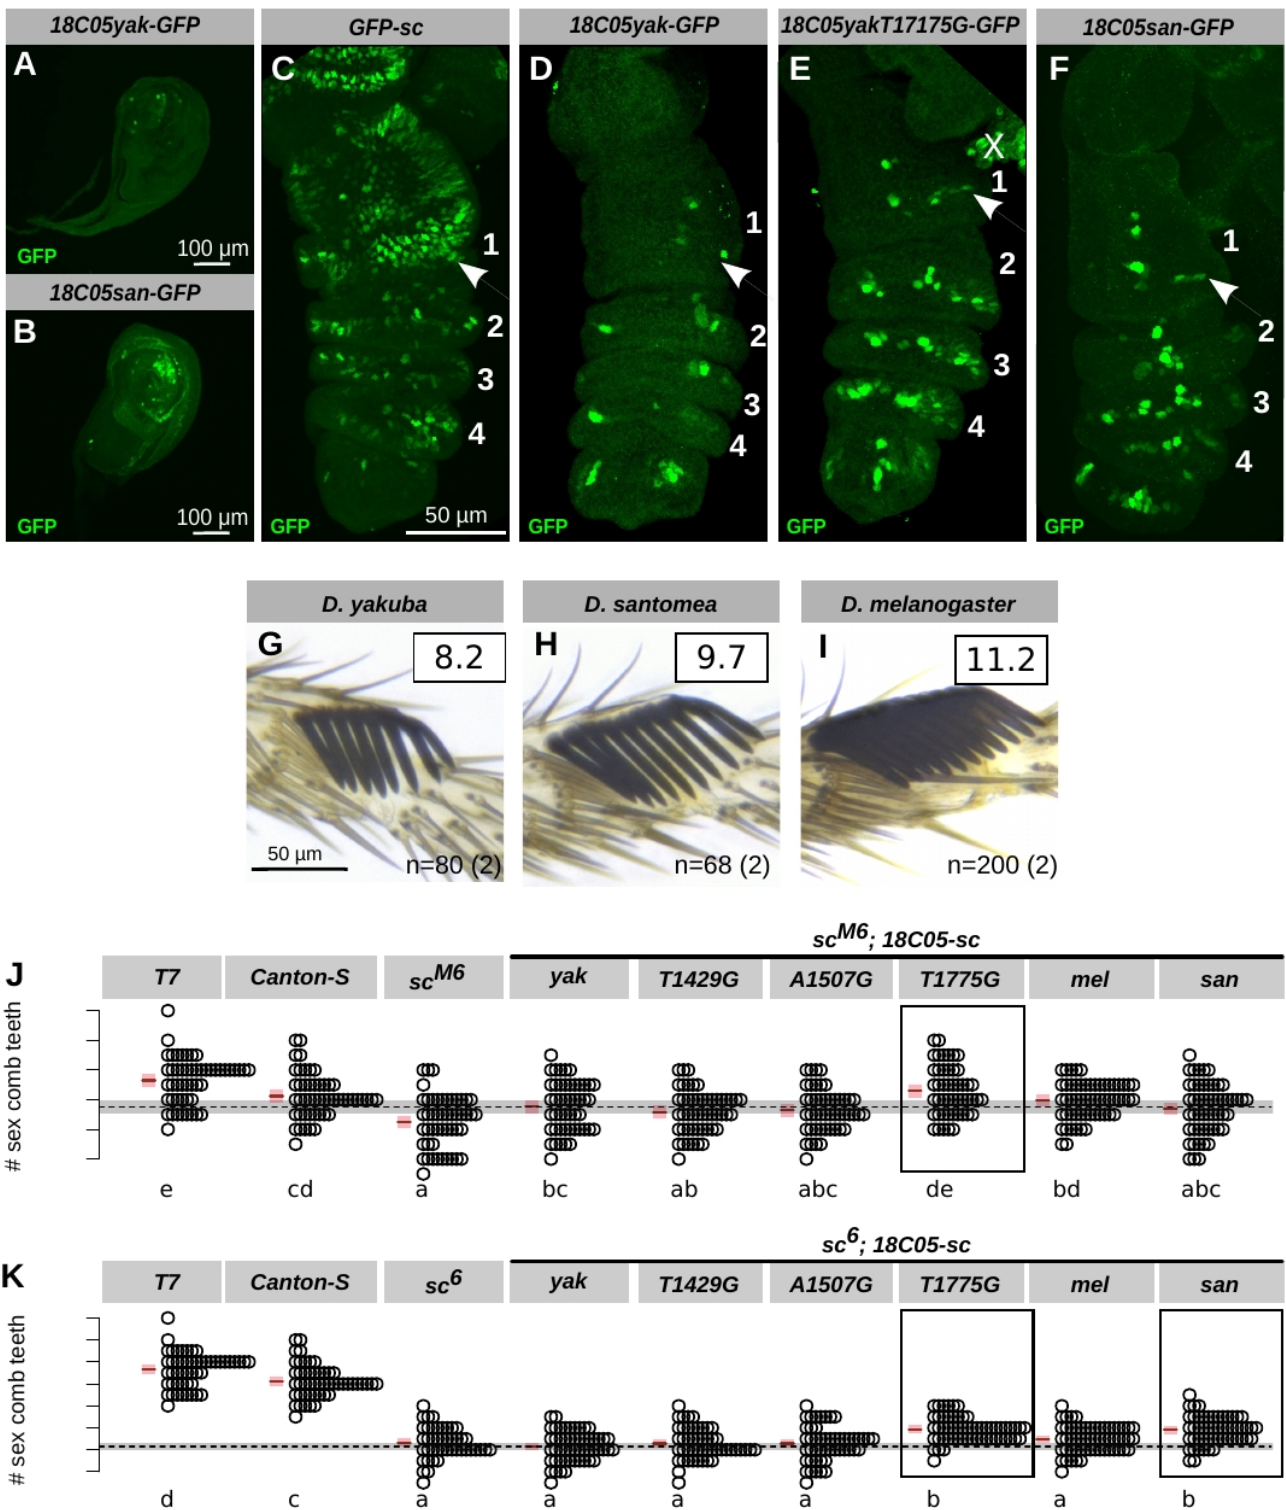 18C05yak-GFP
GFP-sc
18C05yak-GFP
18C05yakT17175G-GFP
18C05san-GFP
A
GFP
100 µm
18C05san-GFP
B
GFP
100 µm
C
1
2
3
4
GFP
50 µm
D
1
2
3
4
GFP
E
X
1
2
3
4
GFP
F
1
2
3
4
GFP
D. yakuba
D. santomea
D. melanogaster
G
8.2
50 µm
n=80 (2)
H
9.7
n=68 (2)
I
11.2
n=200 (2)
J
scM6; 18C05-sc
T7 Canton-S scM6 yak T1429G A1507G T1775G mel san
# sex comb teeth
e cd a bc ab abc de bd abc
K
sc6; 18C05-sc
T7 Canton-S sc6 yak T1429G A1507G T1775G mel san
# sex comb teeth
d c a a a a b a b